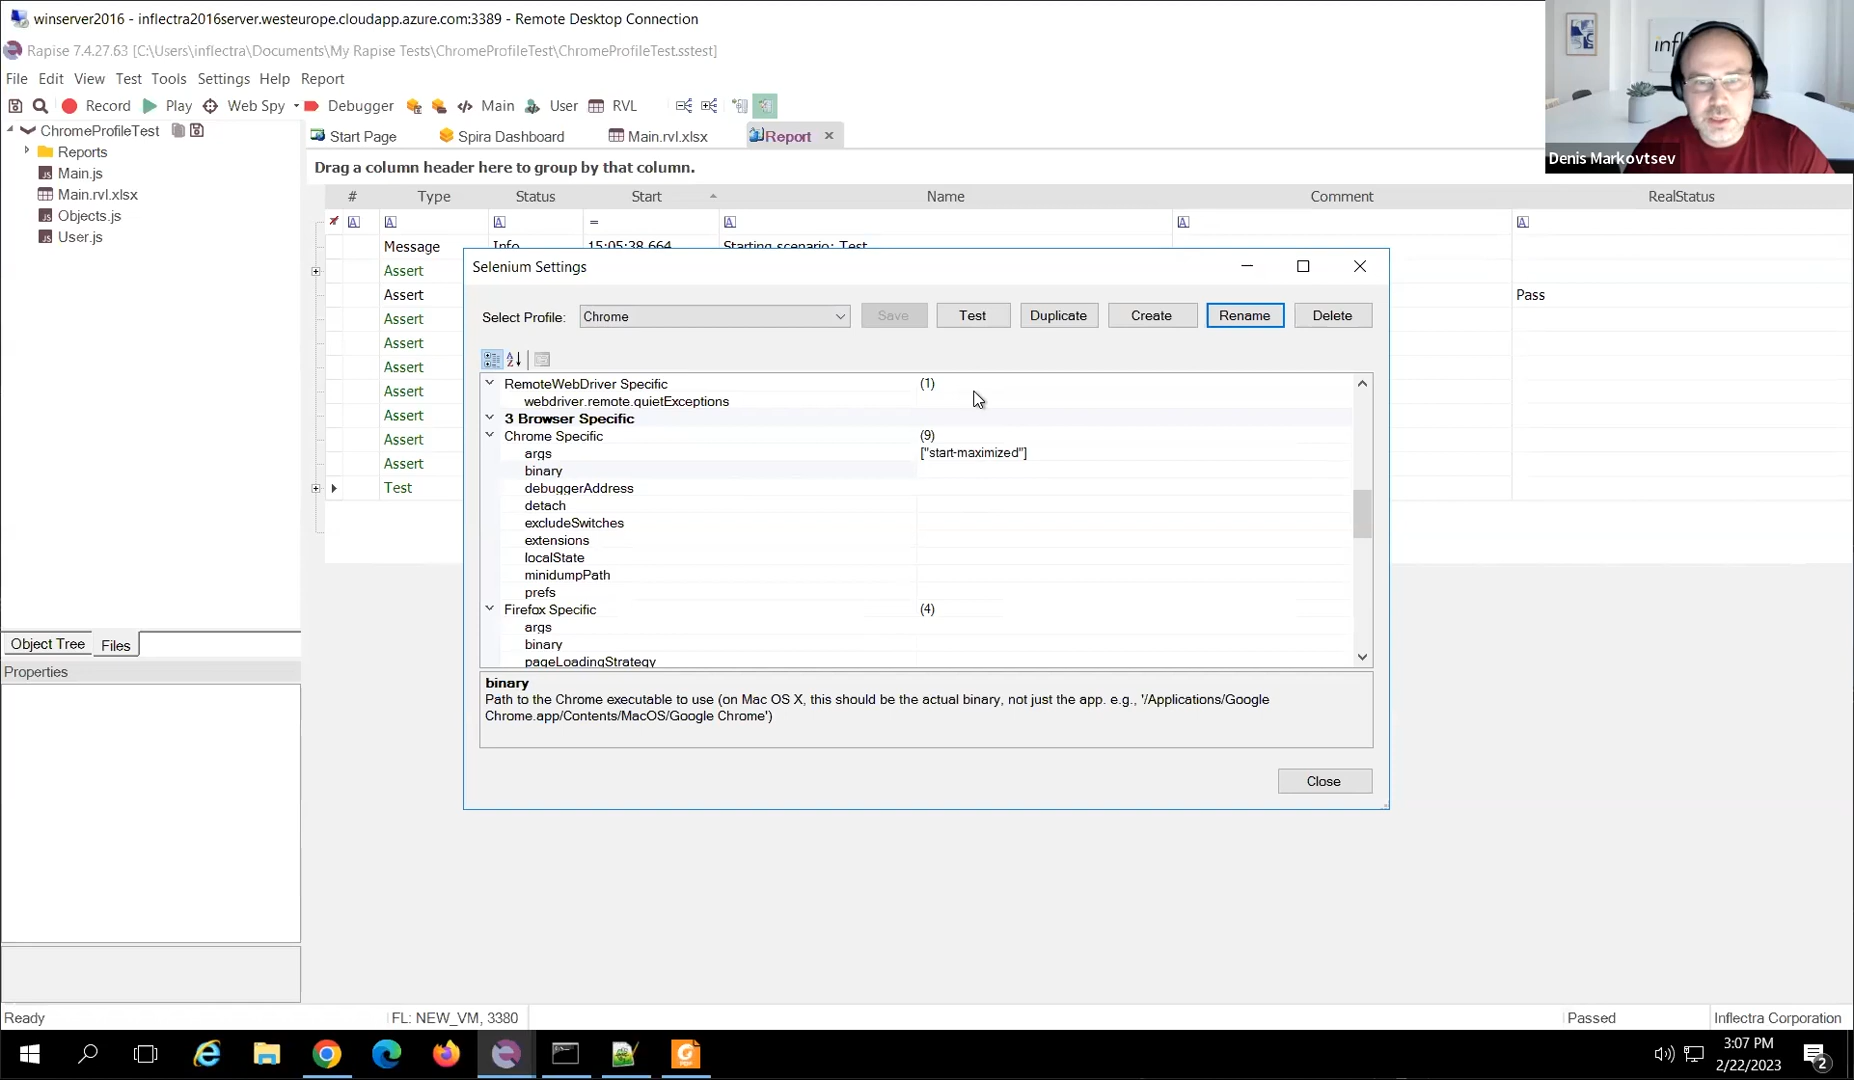 winserver2016 - inflectra2016server.westeurope.cloudapp.azure.com:3389 - Remote Desktop Connection
Rapise 7.4.27.63 [C:\Users\inflectra\Documents\My Rapise Tests\ChromeProfileTest\ChromeProfileTest.sstest]
File Edit View Test Tools Settings Help Report
Record Play Web Spy Debugger Main User RVL
ChromeProfileTest
Reports
Main.js
Main.rvl.xlsx
Objects.js
User.js
Start Page Spira Dashboard Main.rvl.xlsx Report
Drag a column header here to group by that column.
# Type Status Start Name Comment RealStatus
=
Message Info 15:05:38.664 Starting scenario: Test
Assert
Assert Pass
Assert
Assert
Assert
Assert
Assert
Assert
Assert
Test
Selenium Settings
Select Profile: Chrome Save Test Duplicate Create Rename Delete
RemoteWebDriver Specific (1)
webdriver.remote.quietExceptions
3 Browser Specific
Chrome Specific (9)
args ["start-maximized"]
binary
debuggerAddress
detach
excludeSwitches
extensions
localState
minidumpPath
prefs
Firefox Specific (4)
args
binary
pageLoadingStrategy
binary
Path to the Chrome executable to use (on Mac OS X, this should be the actual binary, not just the app. e.g., '/Applications/Google
Chrome.app/Contents/MacOS/Google Chrome')
Close
Object Tree Files
Properties
Ready FL: NEW_VM, 3380 Passed Inflectra Corporation
3:07 PM
2/22/2023
2
infl
Denis Markovtsev